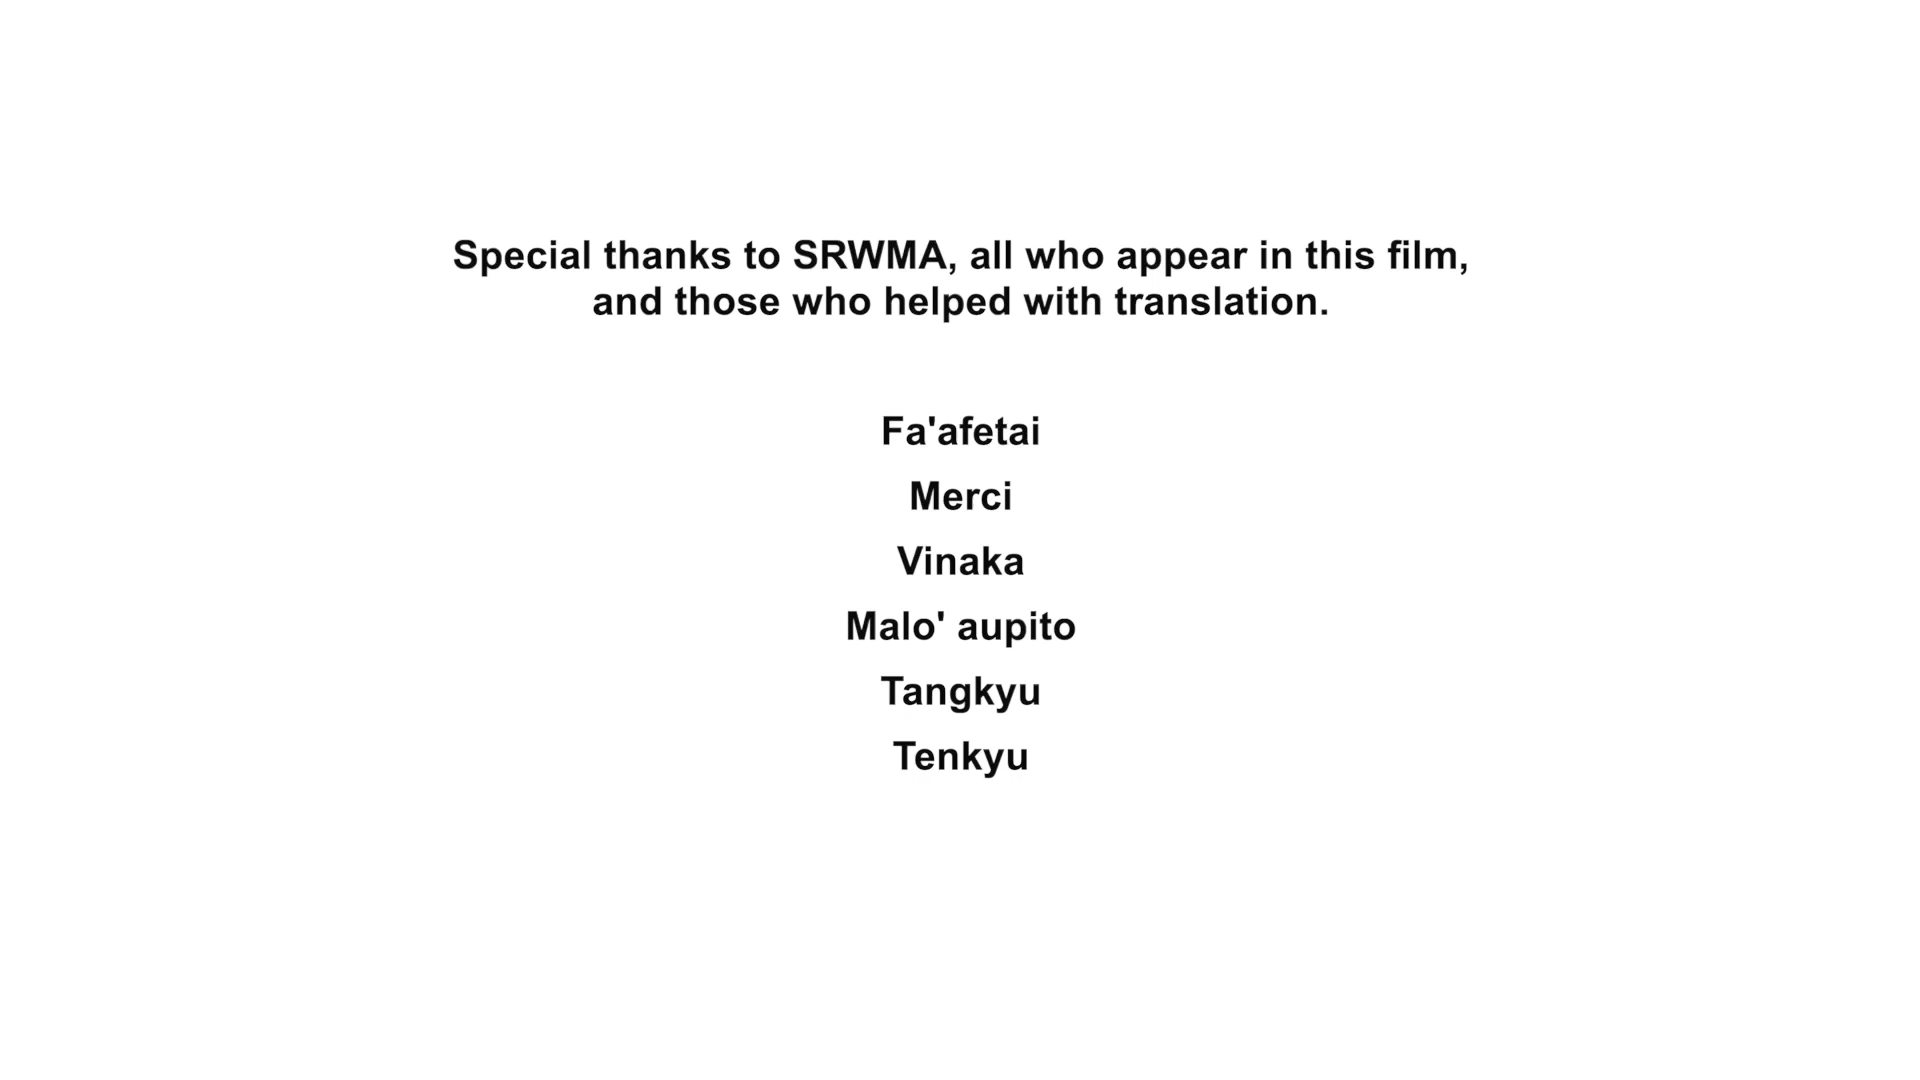 Special thanks to SRWMA, all who appear in this film,
and those who helped with translation.
Fa'afetai
Merci
Vinaka
Malo' aupito
Tangkyu
Tenkyu